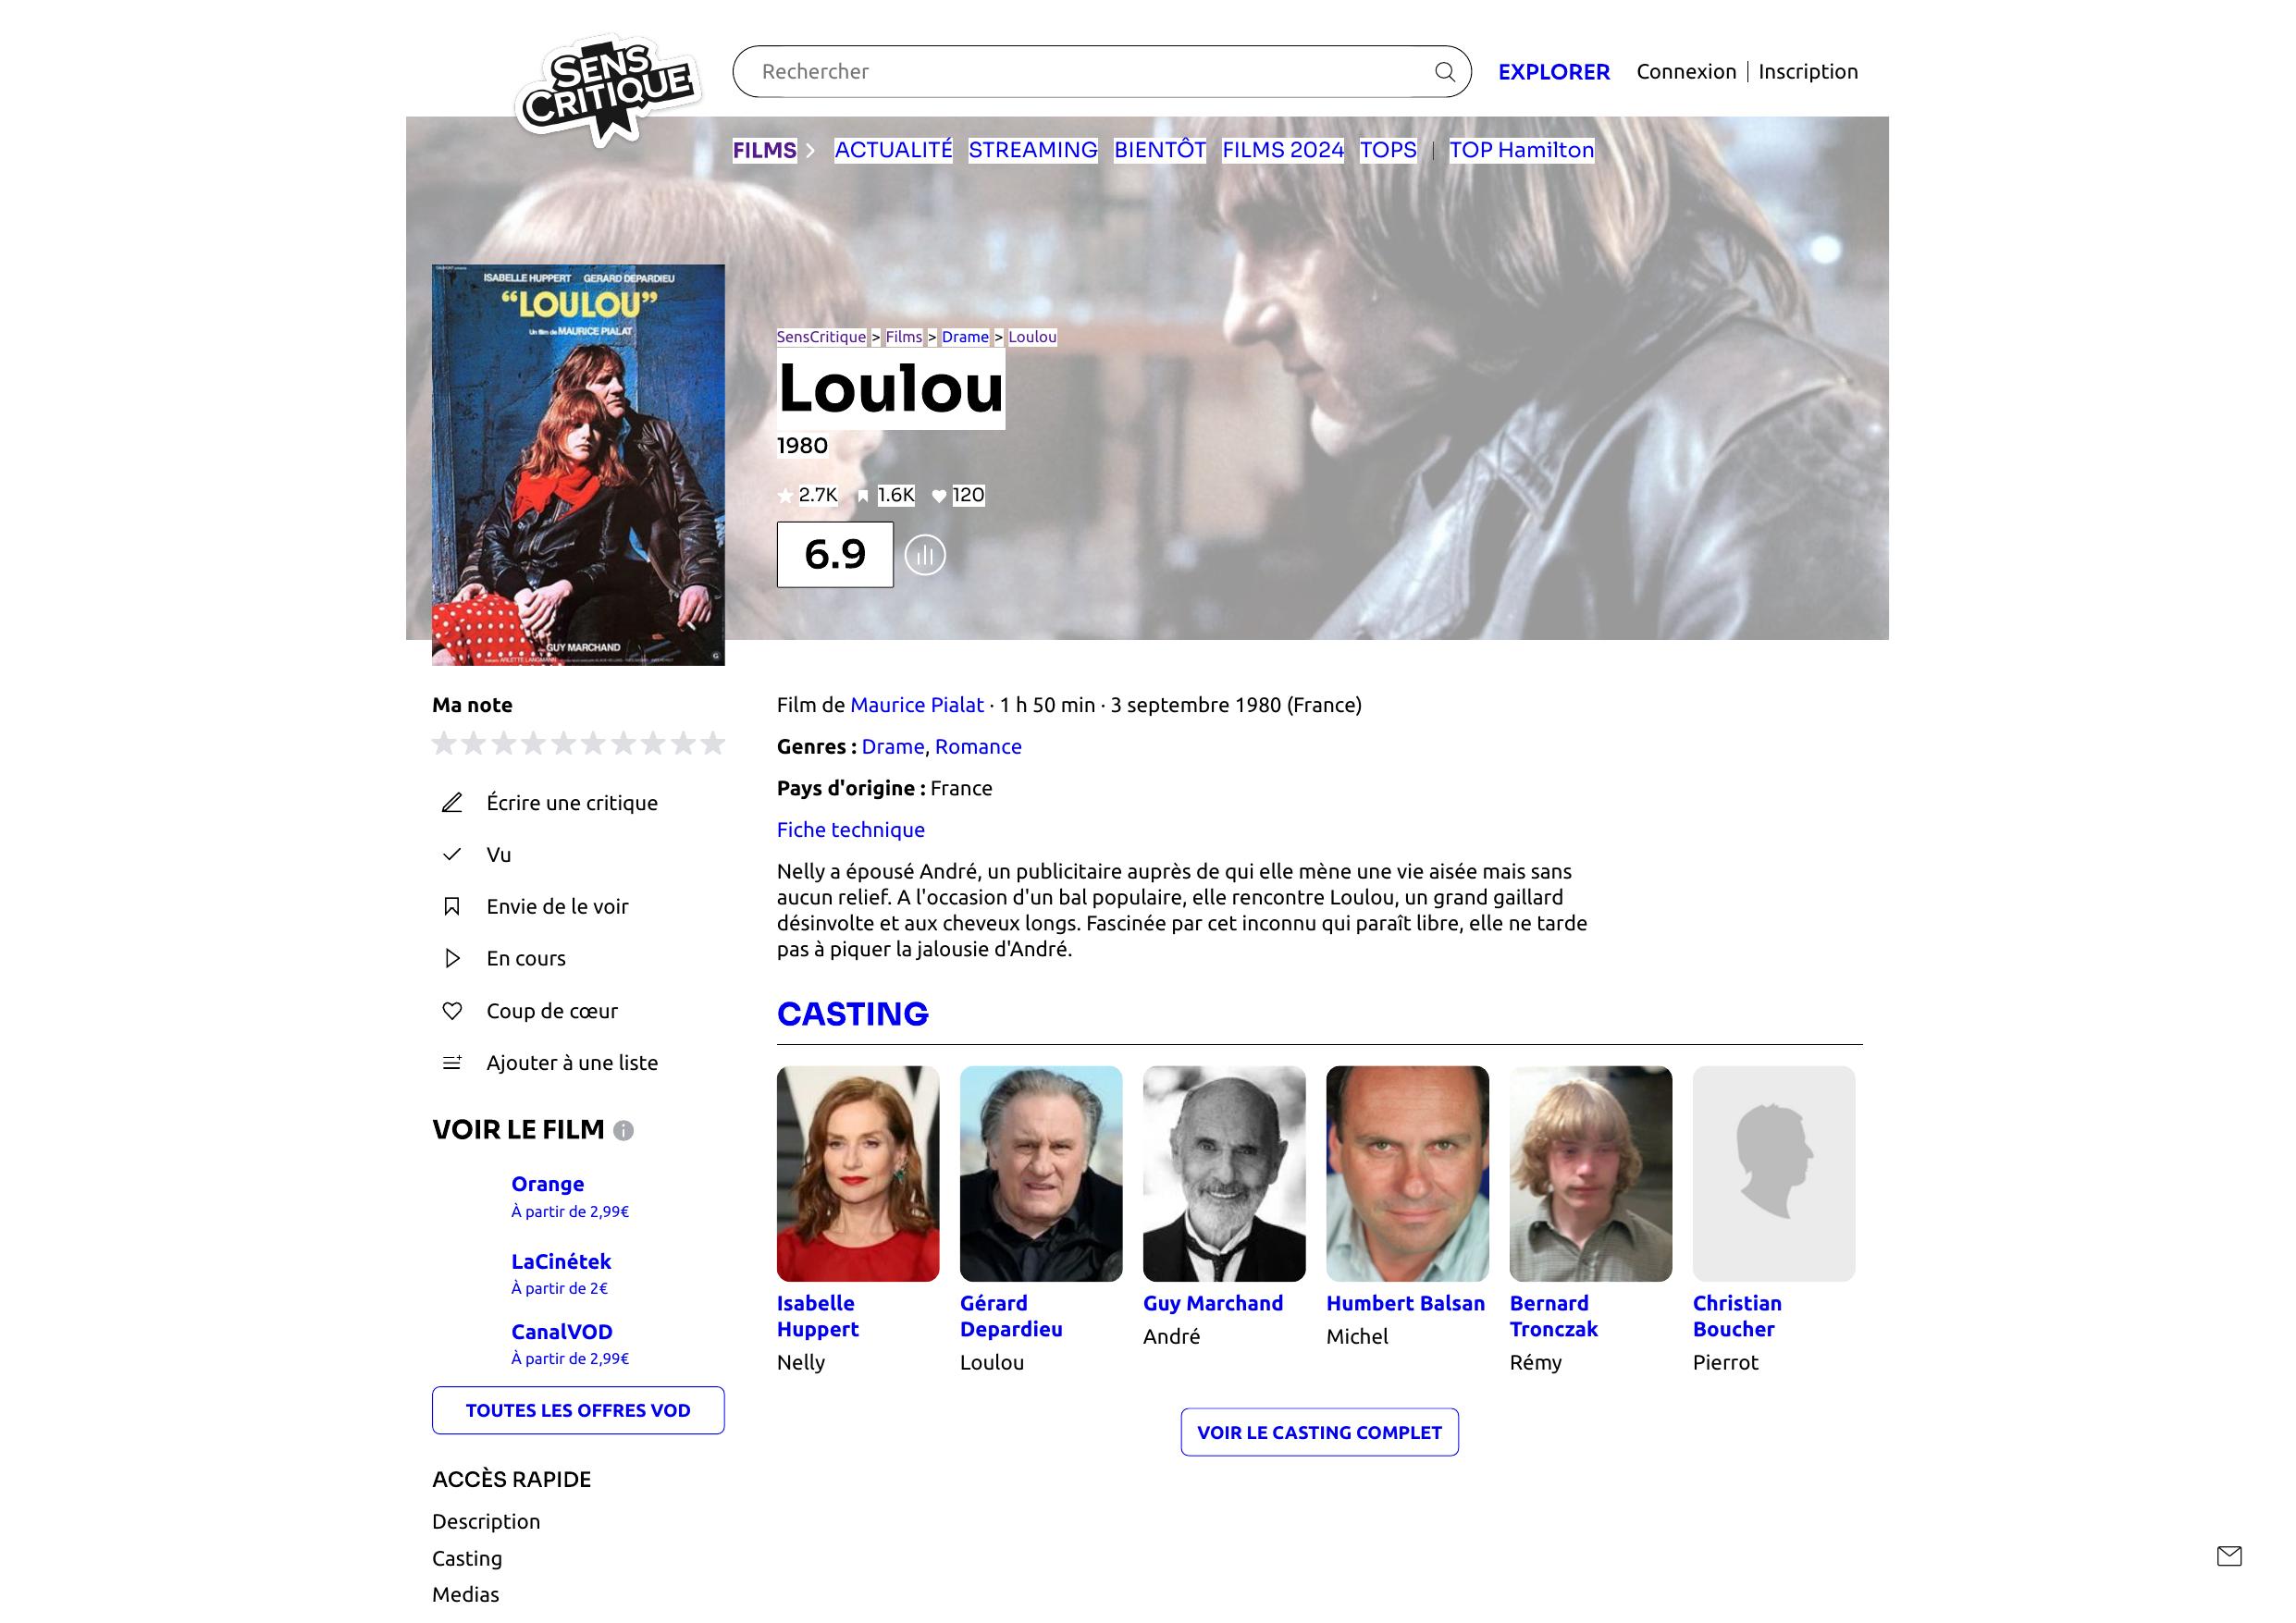 SENS
CRITIQUE
Rechercher
EXPLORER
Connexion | Inscription
FILMS
ACTUALITÉ
STREAMING
BIENTÔT
FILMS 2024
TOPS
|
TOP Hamilton
ISABELLE HUPPERT GERARD DEPARDIEU
“LOULOU”
Un film de MAURICE PIALAT
GUY MARCHAND
ARLETTE LANGMANN
SensCritique > Films > Drame > Loulou
Loulou
1980
2.7K
1.6K
120
6.9
Ma note
Écrire une critique
Vu
Envie de le voir
En cours
Coup de cœur
Ajouter à une liste
VOIR LE FILM
Orange
À partir de 2,99€
LaCinétek
À partir de 2€
CanalVOD
À partir de 2,99€
TOUTES LES OFFRES VOD
ACCÈS RAPIDE
Description
Casting
Medias
Film de Maurice Pialat · 1 h 50 min · 3 septembre 1980 (France)
Genres : Drame, Romance
Pays d'origine : France
Fiche technique
Nelly a épousé André, un publicitaire auprès de qui elle mène une vie aisée mais sans
aucun relief. A l'occasion d'un bal populaire, elle rencontre Loulou, un grand gaillard
désinvolte et aux cheveux longs. Fascinée par cet inconnu qui paraît libre, elle ne tarde
pas à piquer la jalousie d'André.
CASTING
Isabelle
Huppert
Nelly
Gérard
Depardieu
Loulou
Guy Marchand
André
Humbert Balsan
Michel
Bernard
Tronczak
Rémy
Christian
Boucher
Pierrot
VOIR LE CASTING COMPLET